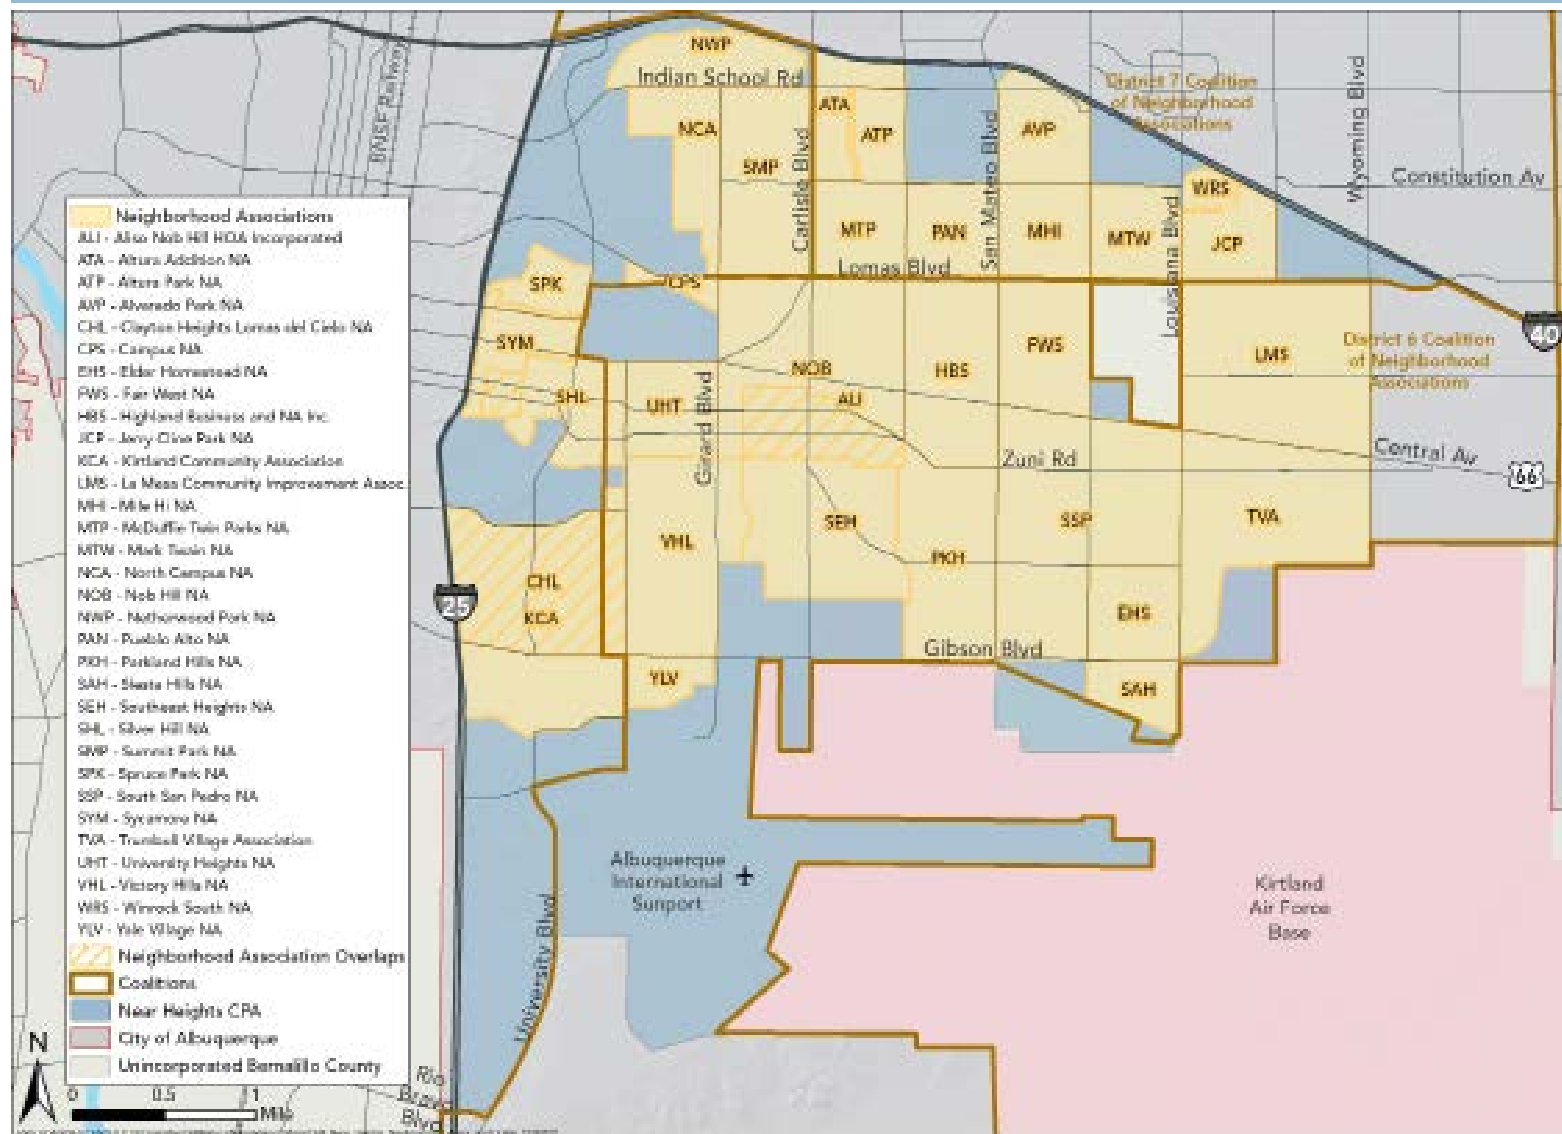 NWP
Indian School Rd
BNSF Railway
ATA
NCA
ATP
AVP
District 7 Coalition
of Neighborhood
Associations
Wyoming Blvd
SMP
Carlisle Blvd
San Mateo Blvd
Constitution Av
WRS
MTP
PAN
MHI
MTW
JCP
Louisiana Blvd
Lomas Blvd
SPK
CPS
40
SYM
NOB
HBS
FWS
LMS
District 6 Coalition
of Neighborhood
Associations
SHL
UHT
Girard Blvd
ALI
Zuni Rd
Central Av
66
SEH
SSP
TVA
VHL
PKH
CHL
KCA
25
EHS
Gibson Blvd
YLV
SAH
Albuquerque
International
Sunport
Kirtland
Air Force
Base
University Blvd
Rio
Bravo
Blvd
Neighborhood Associations
ALI - Aliso Nob Hill HOA Incorporated
ATA - Altura Addition NA
ATP - Altura Park NA
AVP - Alvarado Park NA
CHL - Clayton Heights Lomas del Cielo NA
CPS - Campus NA
EHS - Elder Homestead NA
FWS - Fair West NA
HBS - Highland Business and NA Inc.
JCP - Jerry Cline Park NA
KCA - Kirtland Community Association
LMS - La Mesa Community Improvement Assoc.
MHI - Mile Hi NA
MTP - McDuffie Twin Parks NA
MTW - Mark Twain NA
NCA - North Campus NA
NOB - Nob Hill NA
NWP - Netherwood Park NA
PAN - Pueblo Alto NA
PKH - Parkland Hills NA
SAH - Siesta Hills NA
SEH - Southeast Heights NA
SHL - Silver Hill NA
SMP - Summit Park NA
SPK - Spruce Park NA
SSP - South San Pedro NA
SYM - Sycamore NA
TVA - Trumbull Village Association
UHT - University Heights NA
VHL - Victory Hills NA
WRS - Winrock South NA
YLV - Yale Village NA
Neighborhood Association Overlaps
Coalitions
Near Heights CPA
City of Albuquerque
Unincorporated Bernalillo County
N
0 0.5 1
Mile